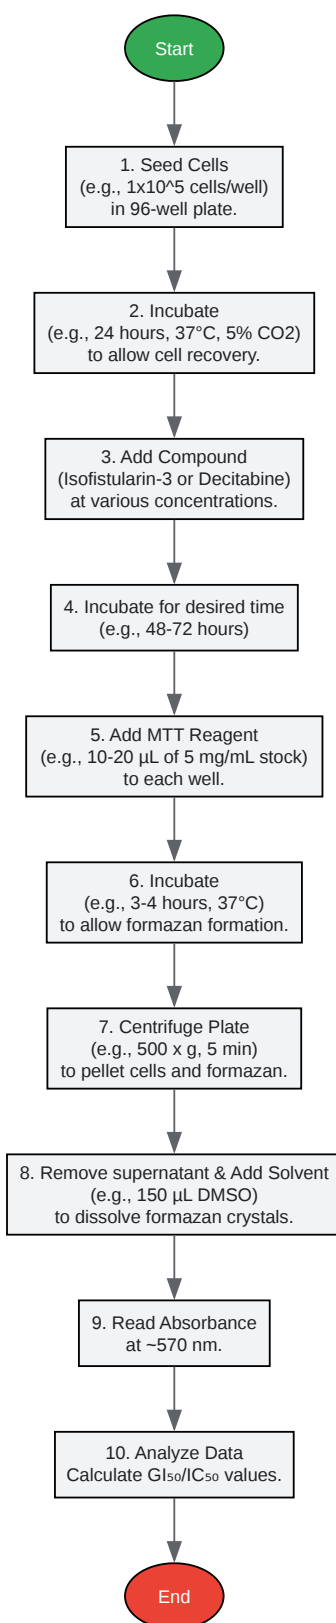 Start
1. Seed Cells
(e.g., 1x10^5 cells/well)
in 96-well plate.
2. Incubate
(e.g., 24 hours, 37°C, 5% CO2)
to allow cell recovery.
3. Add Compound
(Isofistularin-3 or Decitabine)
at various concentrations.
4. Incubate for desired time
(e.g., 48-72 hours)
5. Add MTT Reagent
(e.g., 10-20 µL of 5 mg/mL stock)
to each well.
6. Incubate
(e.g., 3-4 hours, 37°C)
to allow formazan formation.
7. Centrifuge Plate
(e.g., 500 x g, 5 min)
to pellet cells and formazan.
8. Remove supernatant & Add Solvent
(e.g., 150 µL DMSO)
to dissolve formazan crystals.
9. Read Absorbance
at ~570 nm.
10. Analyze Data
Calculate GI₅₀/IC₅₀ values.
End